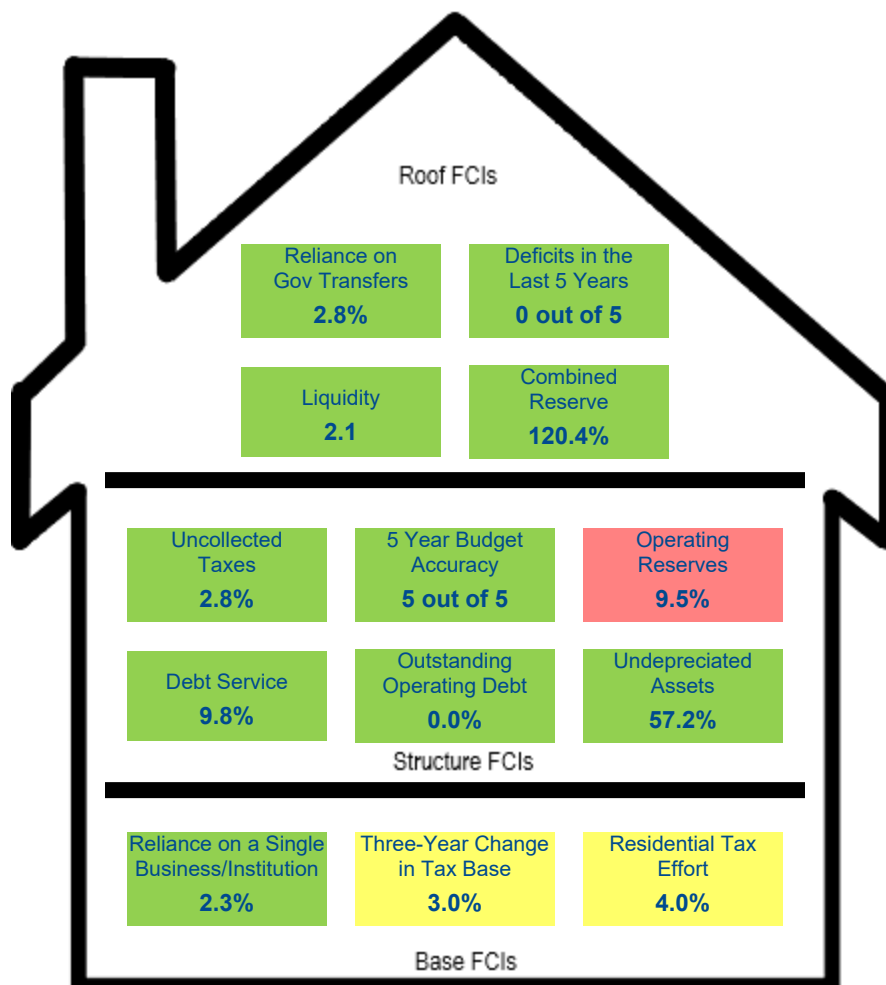 Roof FCIs
Reliance on
Gov Transfers
2.8%
Deficits in the
Last 5 Years
0 out of 5
Liquidity
2.1
Combined
Reserve
120.4%
Uncollected
Taxes
2.8%
5 Year Budget
Accuracy
5 out of 5
Operating
Reserves
9.5%
Debt Service
9.8%
Outstanding
Operating Debt
0.0%
Undepreciated
Assets
57.2%
Structure FCIs
Reliance on a Single
Business/Institution
2.3%
Three-Year Change
in Tax Base
3.0%
Residential Tax
Effort
4.0%
Base FCIs